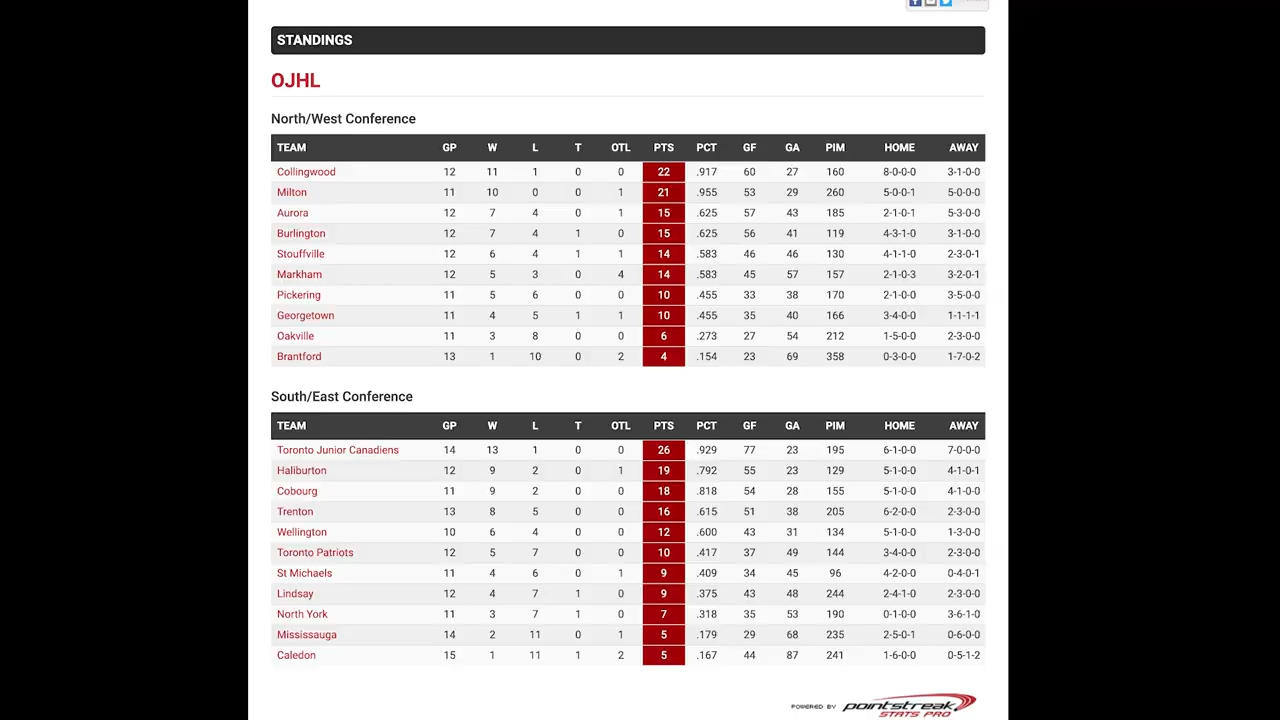 STANDINGS
OJHL
North/West Conference
TEAM GP W L T OTL PTS PCT GF GA PIM HOME AWAY
Collingwood 12 11 1 0 0 22 .917 60 27 160 8-0-0-0 3-1-0-0
Milton 11 10 0 0 1 21 .955 53 29 260 5-0-0-1 5-0-0-0
Aurora 12 7 4 0 1 15 .625 57 43 185 2-1-0-1 5-3-0-0
Burlington 12 7 4 1 0 15 .625 56 41 119 4-3-1-0 3-1-0-0
Stouffville 12 6 4 1 1 14 .583 46 46 130 4-1-1-0 2-3-0-1
Markham 12 5 3 0 4 14 .583 45 57 157 2-1-0-3 3-2-0-1
Pickering 11 5 6 0 0 10 .455 33 38 170 2-1-0-0 3-5-0-0
Georgetown 11 4 5 1 1 10 .455 35 40 166 3-4-0-0 1-1-1-1
Oakville 11 3 8 0 0 6 .273 27 54 212 1-5-0-0 2-3-0-0
Brantford 13 1 10 0 2 4 .154 23 69 358 0-3-0-0 1-7-0-2
South/East Conference
TEAM GP W L T OTL PTS PCT GF GA PIM HOME AWAY
Toronto Junior Canadiens 14 13 1 0 0 26 .929 77 23 195 6-1-0-0 7-0-0-0
Haliburton 12 9 2 0 1 19 .792 55 23 129 5-1-0-0 4-1-0-1
Cobourg 11 9 2 0 0 18 .818 54 28 155 5-1-0-0 4-1-0-0
Trenton 13 8 5 0 0 16 .615 51 38 205 6-2-0-0 2-3-0-0
Wellington 10 6 4 0 0 12 .600 43 31 134 5-1-0-0 1-3-0-0
Toronto Patriots 12 5 7 0 0 10 .417 37 49 144 3-4-0-0 2-3-0-0
St Michaels 11 4 6 0 1 9 .409 34 45 96 4-2-0-0 0-4-0-1
Lindsay 12 4 7 1 0 9 .375 43 48 244 2-4-1-0 2-3-0-0
North York 11 3 7 1 0 7 .318 35 53 190 0-1-0-0 3-6-1-0
Mississauga 14 2 11 0 1 5 .179 29 68 235 2-5-0-1 0-6-0-0
Caledon 15 1 11 1 2 5 .167 44 87 241 1-6-0-0 0-5-1-2
POWERED BY pointstreak
STATS PRO